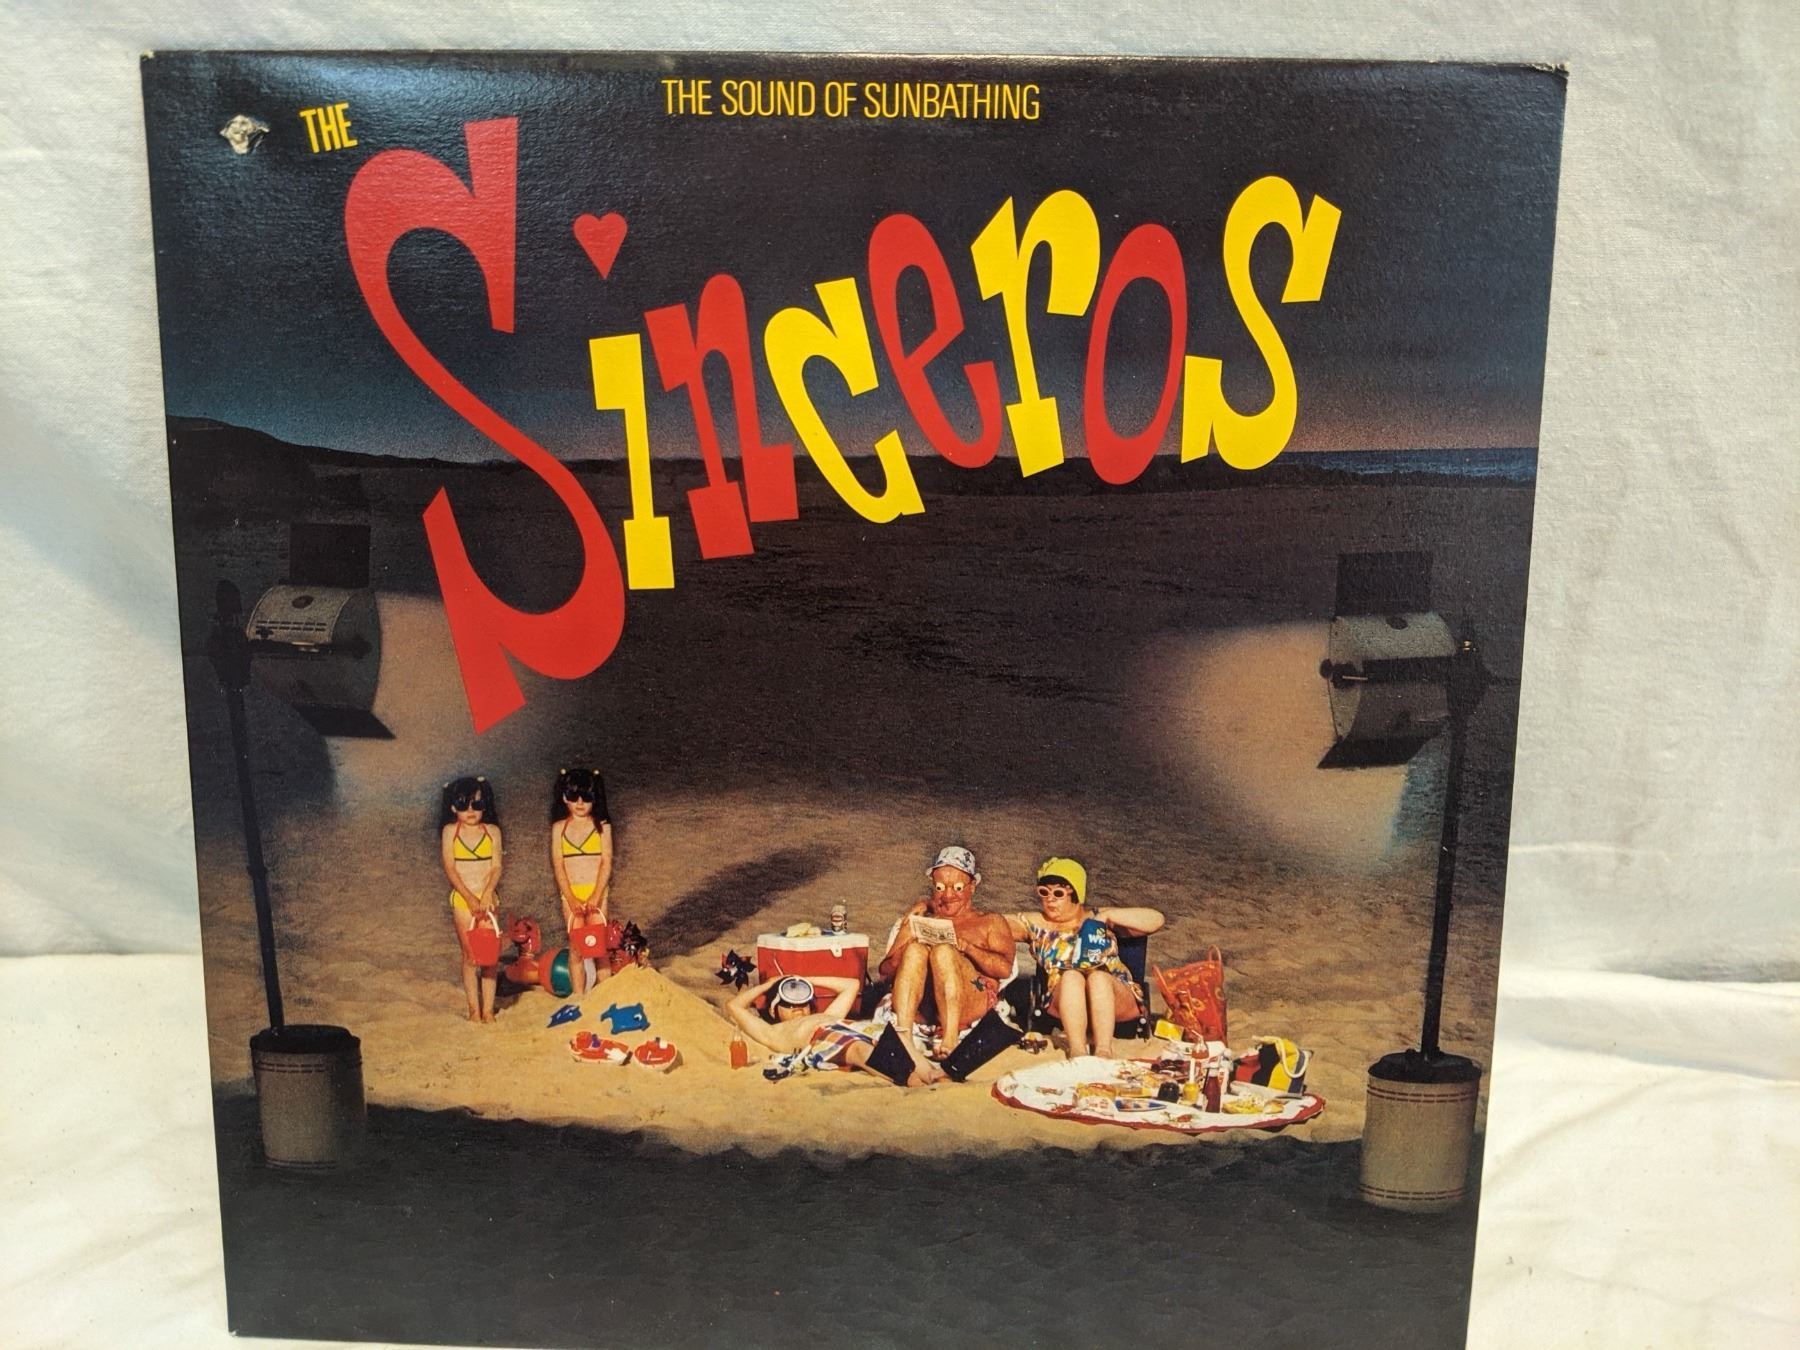 THE SOUND OF SUNBATHING
THE
Sinceros